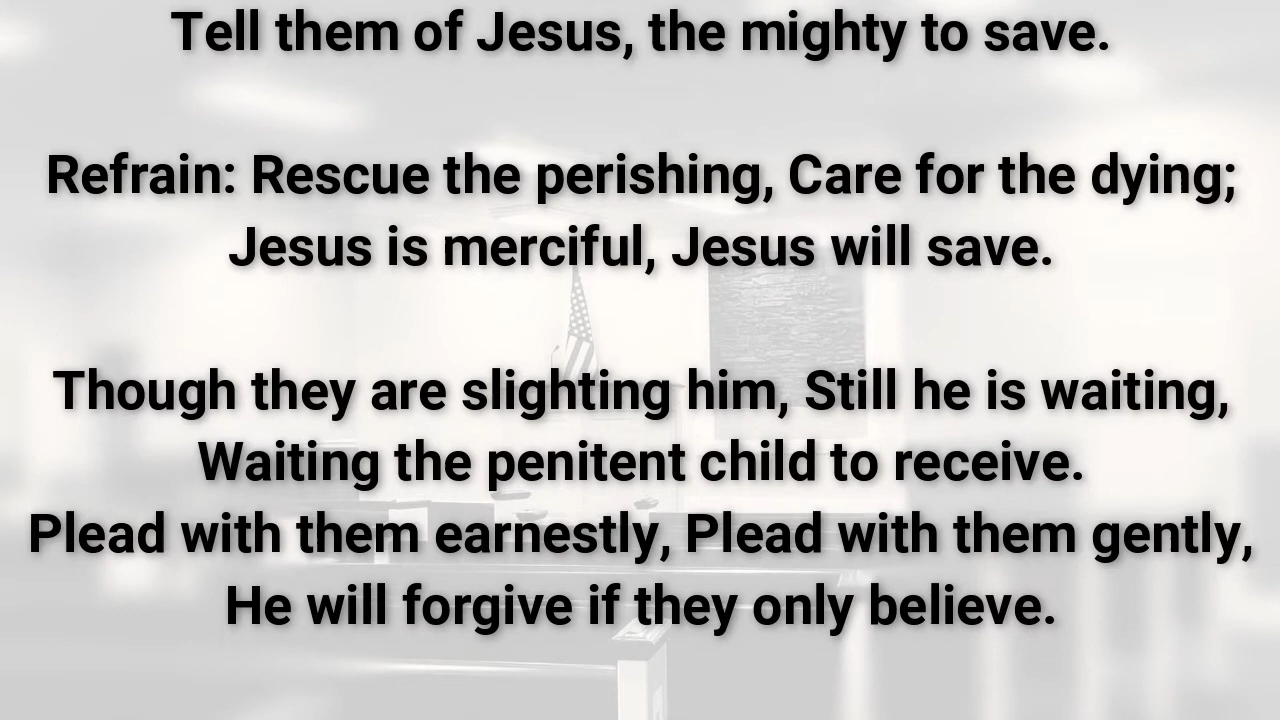 Tell them of Jesus, the mighty to save.
Refrain: Rescue the perishing, Care for the dying;
Jesus is merciful, Jesus will save.
Though they are slighting him, Still he is waiting,
Waiting the penitent child to receive.
Plead with them earnestly, Plead with them gently,
He will forgive if they only believe.